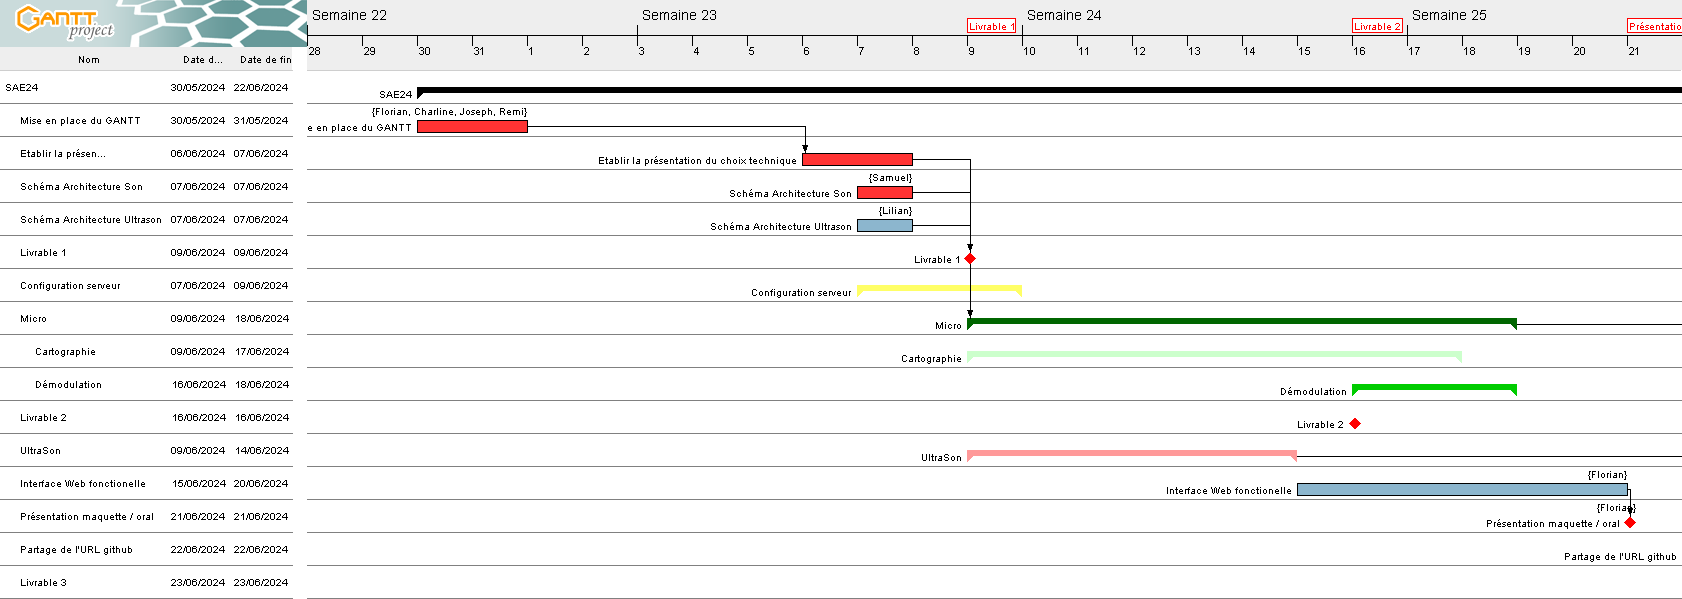 GANTT
project
Semaine 22
Semaine 23
Semaine 24
Semaine 25
Livrable 1
Livrable 2
Présentatio
28 29 30 31 1 2 3 4 5 6 7 8 9 10 11 12 13 14 15 16 17 18 19 20 21
Nom Date d... Date de fin
SAE24 30/05/2024 22/06/2024
SAE24
Mise en place du GANTT 30/05/2024 31/05/2024
{Florian, Charline, Joseph, Remi}
e en place du GANTT
Etablir la présen... 06/06/2024 07/06/2024
Etablir la présentation du choix technique
Schéma Architecture Son 07/06/2024 07/06/2024
{Samuel}
Schéma Architecture Son
Schéma Architecture Ultrason 07/06/2024 07/06/2024
{Lilian}
Schéma Architecture Ultrason
Livrable 1 09/06/2024 09/06/2024
Livrable 1
Configuration serveur 07/06/2024 09/06/2024
Configuration serveur
Micro 09/06/2024 18/06/2024
Micro
Cartographie 09/06/2024 17/06/2024
Cartographie
Démodulation 16/06/2024 18/06/2024
Démodulation
Livrable 2 16/06/2024 16/06/2024
Livrable 2
UltraSon 09/06/2024 14/06/2024
UltraSon
Interface Web fonctionelle 15/06/2024 20/06/2024
{Florian}
Interface Web fonctionelle
Présentation maquette / oral 21/06/2024 21/06/2024
{Florian}
Présentation maquette / oral
Partage de l'URL github 22/06/2024 22/06/2024
Partage de l'URL github
Livrable 3 23/06/2024 23/06/2024